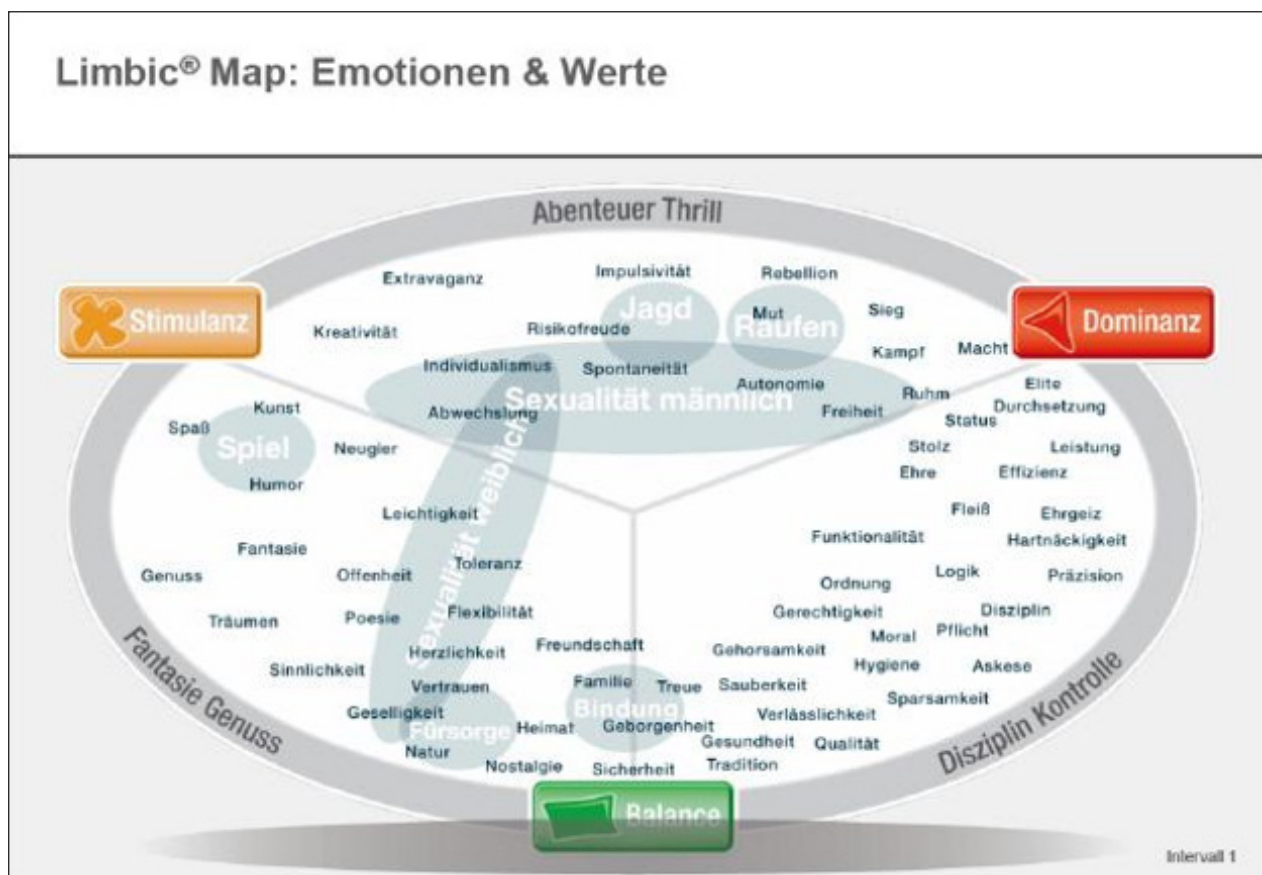 Limbic® Map: Emotionen & Werte
Abenteuer Thrill
Stimulanz
Dominanz
Balance
Fantasie Genuss
Disziplin Kontrolle
Extravaganz
Impulsivität
Rebellion
Jagd
Mut
Raufen
Sieg
Kreativität
Risikofreude
Kampf
Macht
Individualismus
Spontaneität
Autonomie
Sexualität männlich
Freiheit
Ruhm
Elite
Durchsetzung
Status
Abwechslung
Kunst
Spaß
Spiel
Neugier
Humor
Sexualität weiblich
Stolz
Leistung
Ehre
Effizienz
Leichtigkeit
Fleiß
Ehrgeiz
Fantasie
Funktionalität
Hartnäckigkeit
Genuss
Offenheit
Toleranz
Ordnung
Logik
Präzision
Träumen
Poesie
Flexibilität
Gerechtigkeit
Disziplin
Moral
Pflicht
Sinnlichkeit
Herzlichkeit
Freundschaft
Gehorsamkeit
Hygiene
Askese
Vertrauen
Familie
Treue
Sauberkeit
Sparsamkeit
Geselligkeit
Bindung
Verlässlichkeit
Fürsorge
Heimat
Geborgenheit
Gesundheit
Qualität
Natur
Nostalgie
Sicherheit
Tradition
Intervall 1